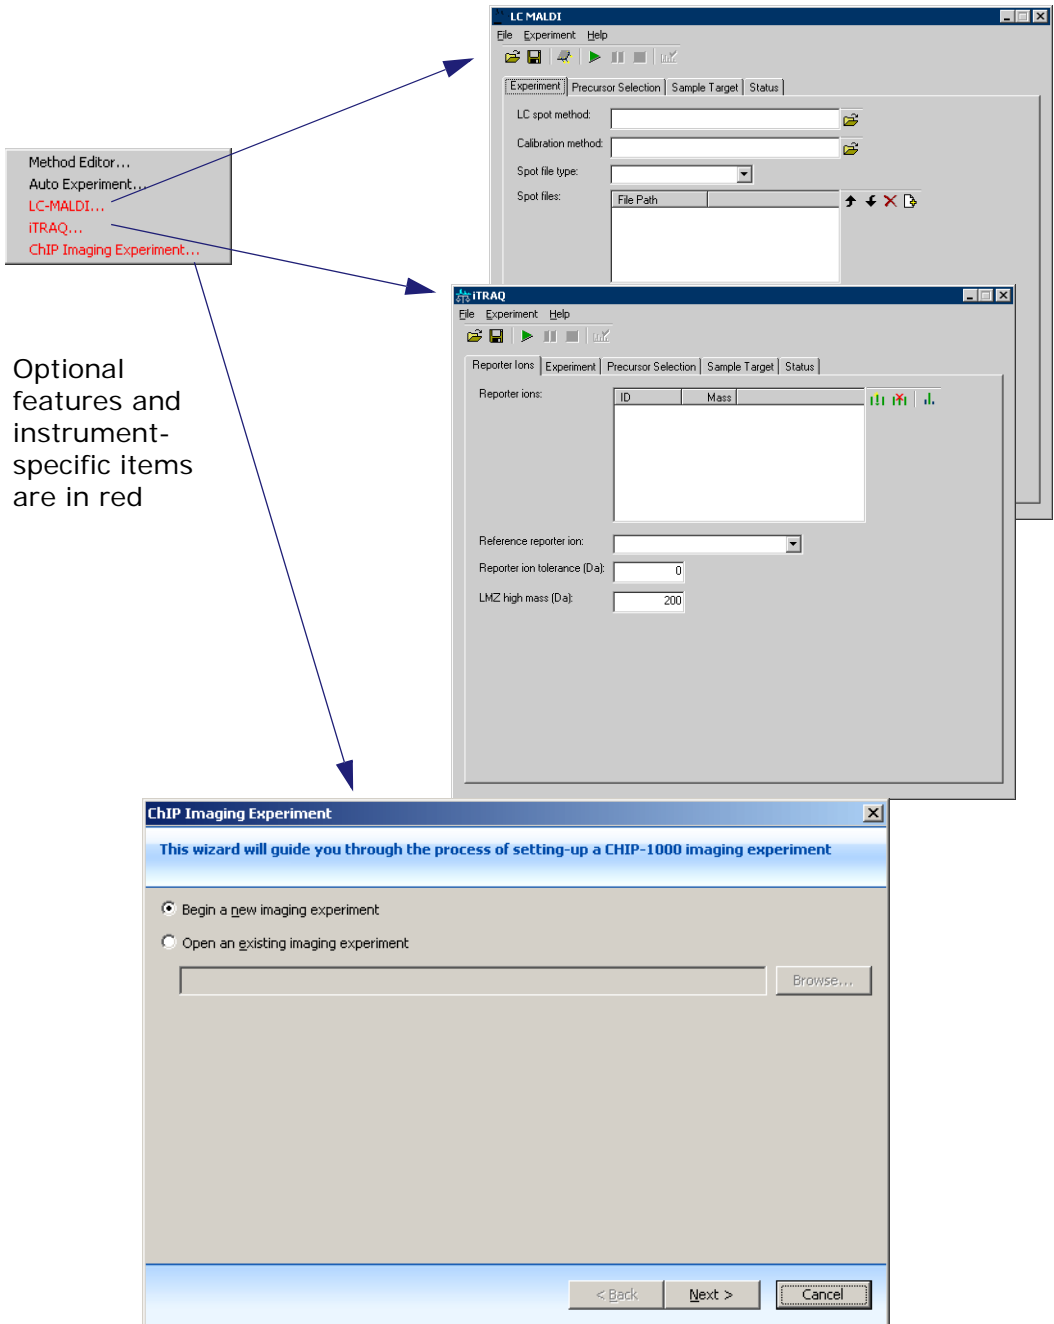 LC MALDI
File Experiment Help
Experiment Precursor Selection Sample Target Status
LC spot method:
Calibration method:
Spot file type:
Spot files:
File Path
Method Editor...
Auto Experiment...
LC-MALDI...
iTRAQ...
ChIP Imaging Experiment...
Optional
features and
instrument-
specific items
are in red
iTRAQ
File Experiment Help
Reporter Ions Experiment Precursor Selection Sample Target Status
Reporter ions:
ID Mass
Reference reporter ion:
Reporter ion tolerance (Da): 0
LMZ high mass (Da): 200
ChIP Imaging Experiment
This wizard will guide you through the process of setting-up a CHIP-1000 imaging experiment
Begin a new imaging experiment
Open an existing imaging experiment
Browse...
< Back Next > Cancel